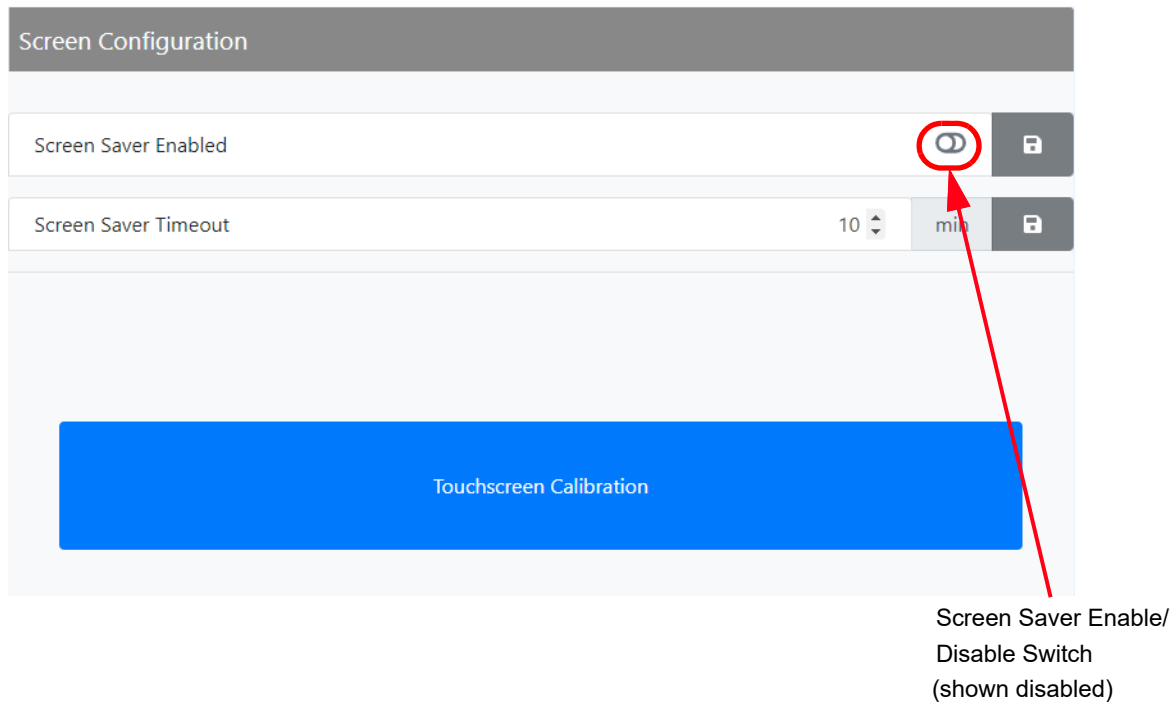 Screen Configuration
Screen Saver Enabled
Screen Saver Timeout 10 min
Touchscreen Calibration
Screen Saver Enable/
Disable Switch
(shown disabled)